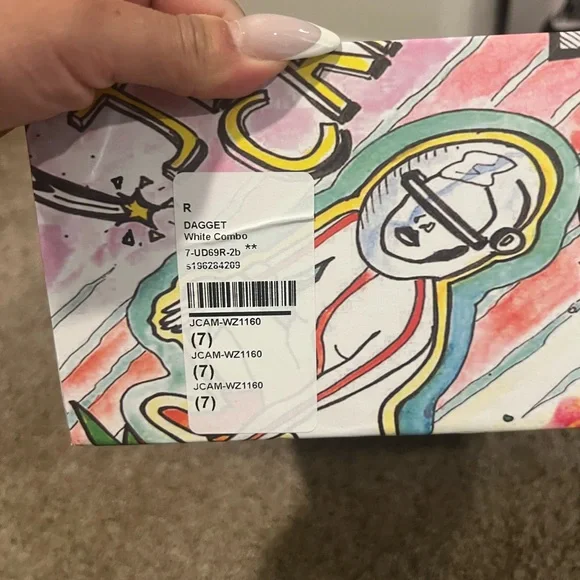 R
DAGGET
White Combo
7-UD69R-2b **
s196284209
JCAM-WZ1160
(7)
JCAM-WZ1160
(7)
JCAM-WZ1160
(7)